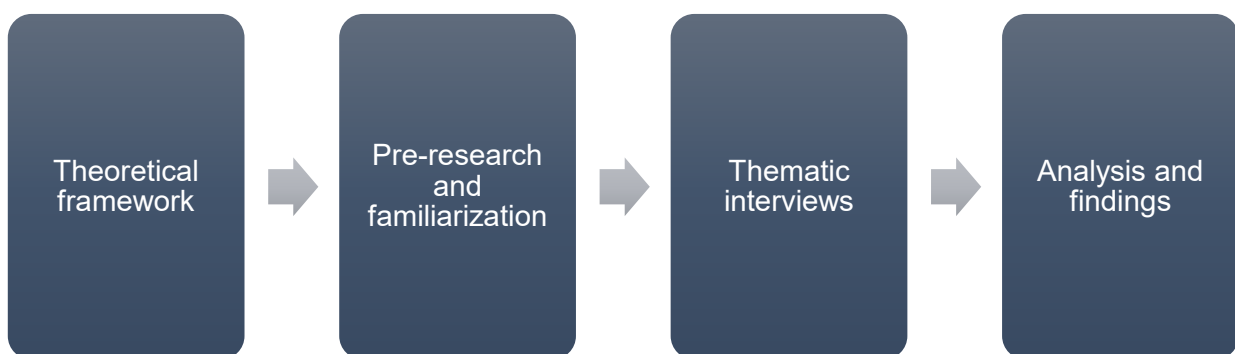 Theoretical
framework
Pre-research
and
familiarization
Thematic
interviews
Analysis and
findings